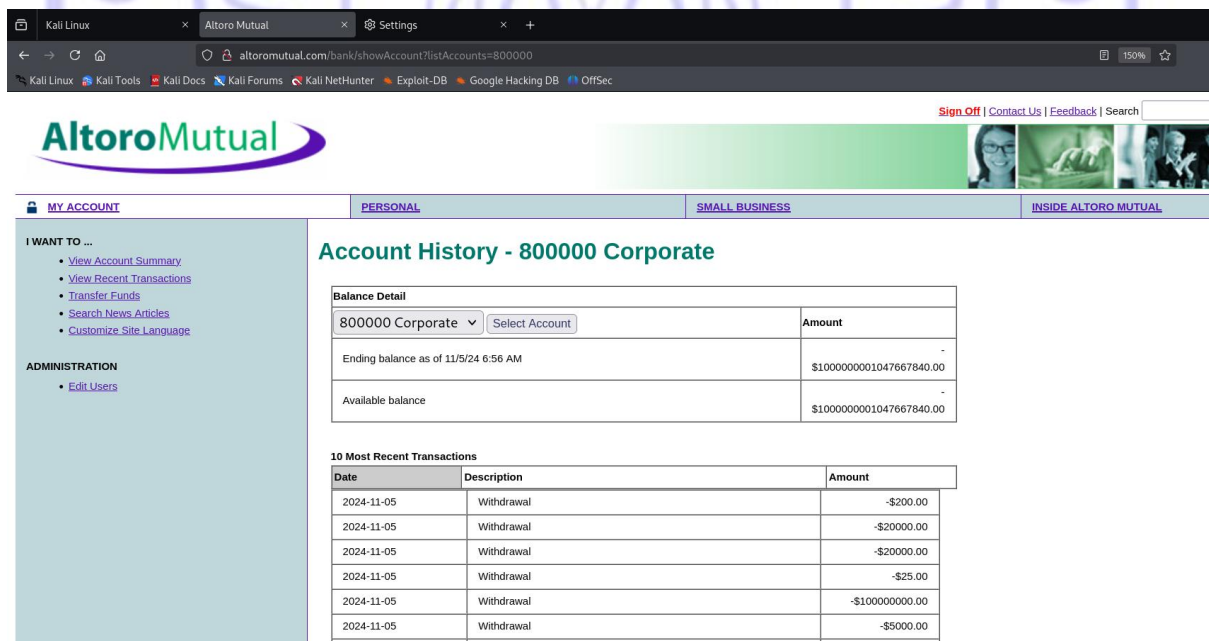 Kali Linux × Altoro Mutual × Settings × +
altoromutual.com/bank/showAccount?listAccounts=800000 150%
Kali Linux Kali Tools Kali Docs Kali Forums Kali NetHunter Exploit-DB Google Hacking DB OffSec
Sign Off | Contact Us | Feedback | Search
AltoroMutual
MY ACCOUNT PERSONAL SMALL BUSINESS INSIDE ALTORO MUTUAL
I WANT TO ...
• View Account Summary
• View Recent Transactions
• Transfer Funds
• Search News Articles
• Customize Site Language
ADMINISTRATION
• Edit Users
Account History - 800000 Corporate
Balance Detail
800000 Corporate Select Account Amount
Ending balance as of 11/5/24 6:56 AM -
$1000000001047667840.00
Available balance -
$1000000001047667840.00
10 Most Recent Transactions
Date Description Amount
2024-11-05 Withdrawal -$200.00
2024-11-05 Withdrawal -$20000.00
2024-11-05 Withdrawal -$20000.00
2024-11-05 Withdrawal -$25.00
2024-11-05 Withdrawal -$100000000.00
2024-11-05 Withdrawal -$5000.00